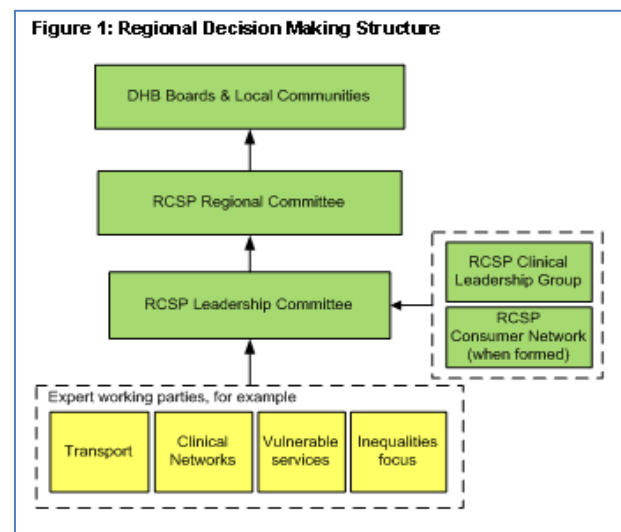 Figure 1: Regional Decision Making Structure
DHB Boards & Local Communities
RCSP Regional Committee
RCSP Leadership Committee
RCSP Clinical
Leadership Group
RCSP
Consumer Network
(when formed)
Expert working parties, for example
Transport
Clinical
Networks
Vulnerable
services
Inequalities
focus